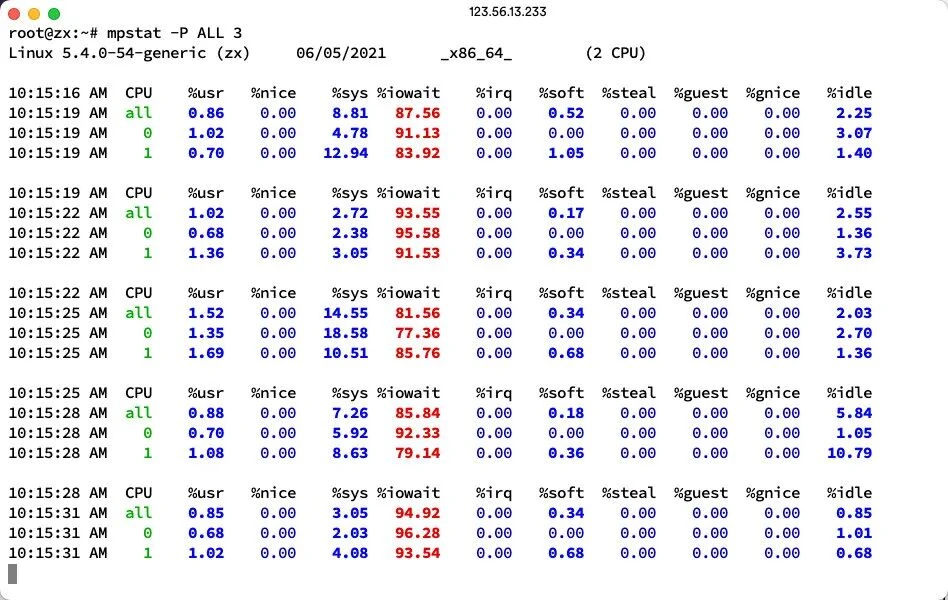 123.56.13.233
root@zx:~# mpstat -P ALL 3
Linux 5.4.0-54-generic (zx) 06/05/2021 _x86_64_ (2 CPU)
10:15:16 AM CPU %usr %nice %sys %iowait %irq %soft %steal %guest %gnice %idle
10:15:19 AM all 0.86 0.00 8.81 87.56 0.00 0.52 0.00 0.00 0.00 2.25
10:15:19 AM 0 1.02 0.00 4.78 91.13 0.00 0.00 0.00 0.00 0.00 3.07
10:15:19 AM 1 0.70 0.00 12.94 83.92 0.00 1.05 0.00 0.00 0.00 1.40
10:15:19 AM CPU %usr %nice %sys %iowait %irq %soft %steal %guest %gnice %idle
10:15:22 AM all 1.02 0.00 2.72 93.55 0.00 0.17 0.00 0.00 0.00 2.55
10:15:22 AM 0 0.68 0.00 2.38 95.58 0.00 0.00 0.00 0.00 0.00 1.36
10:15:22 AM 1 1.36 0.00 3.05 91.53 0.00 0.34 0.00 0.00 0.00 3.73
10:15:22 AM CPU %usr %nice %sys %iowait %irq %soft %steal %guest %gnice %idle
10:15:25 AM all 1.52 0.00 14.55 81.56 0.00 0.34 0.00 0.00 0.00 2.03
10:15:25 AM 0 1.35 0.00 18.58 77.36 0.00 0.00 0.00 0.00 0.00 2.70
10:15:25 AM 1 1.69 0.00 10.51 85.76 0.00 0.68 0.00 0.00 0.00 1.36
10:15:25 AM CPU %usr %nice %sys %iowait %irq %soft %steal %guest %gnice %idle
10:15:28 AM all 0.88 0.00 7.26 85.84 0.00 0.18 0.00 0.00 0.00 5.84
10:15:28 AM 0 0.70 0.00 5.92 92.33 0.00 0.00 0.00 0.00 0.00 1.05
10:15:28 AM 1 1.08 0.00 8.63 79.14 0.00 0.36 0.00 0.00 0.00 10.79
10:15:28 AM CPU %usr %nice %sys %iowait %irq %soft %steal %guest %gnice %idle
10:15:31 AM all 0.85 0.00 3.05 94.92 0.00 0.34 0.00 0.00 0.00 0.85
10:15:31 AM 0 0.68 0.00 2.03 96.28 0.00 0.00 0.00 0.00 0.00 1.01
10:15:31 AM 1 1.02 0.00 4.08 93.54 0.00 0.68 0.00 0.00 0.00 0.68